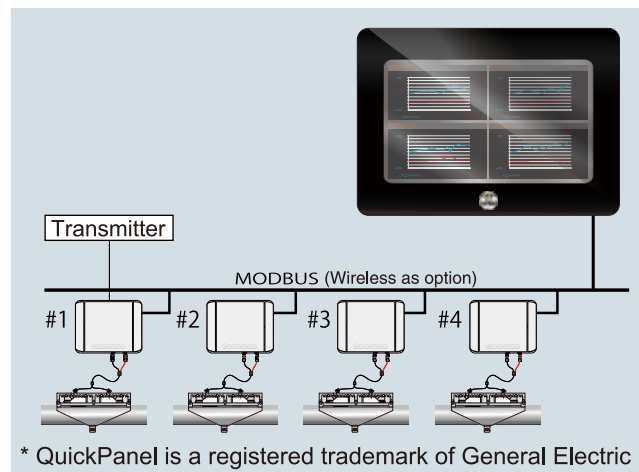 Transmitter
MODBUS (Wireless as option)
#1
#2
#3
#4
* QuickPanel is a registered trademark of General Electric